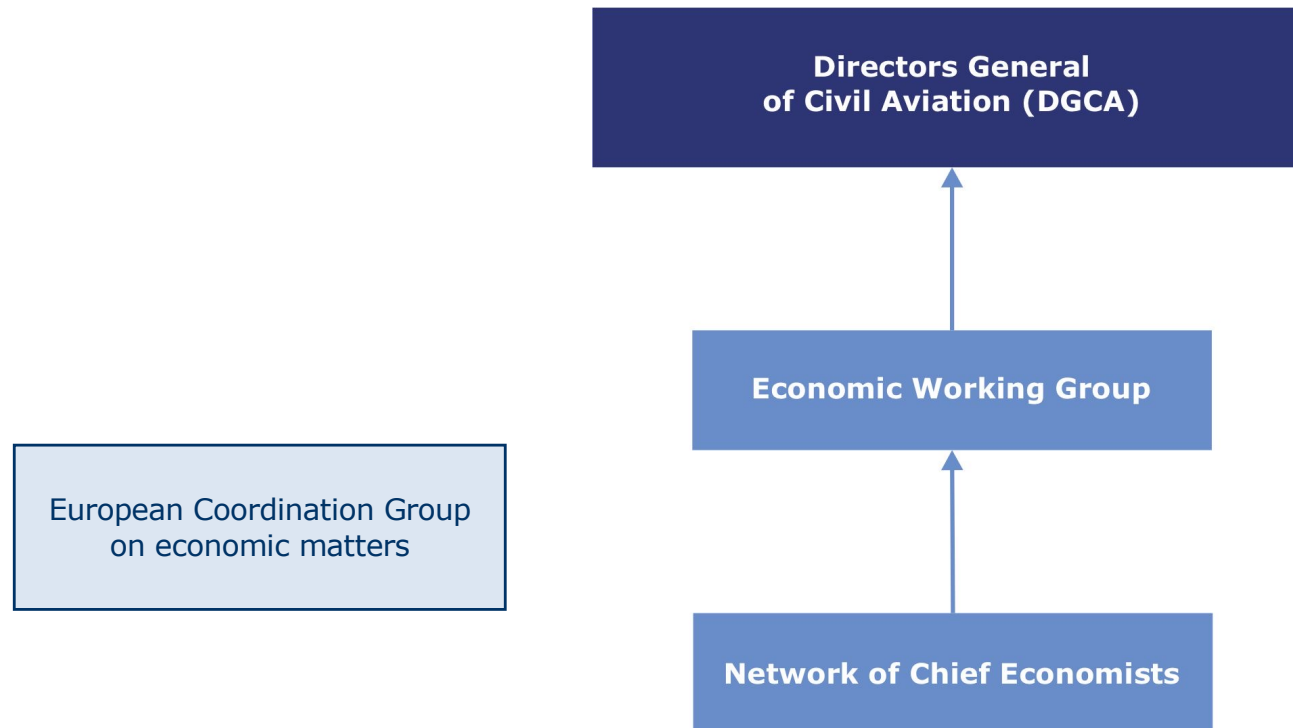 Directors General
of Civil Aviation (DGCA)
Economic Working Group
European Coordination Group
on economic matters
Network of Chief Economists